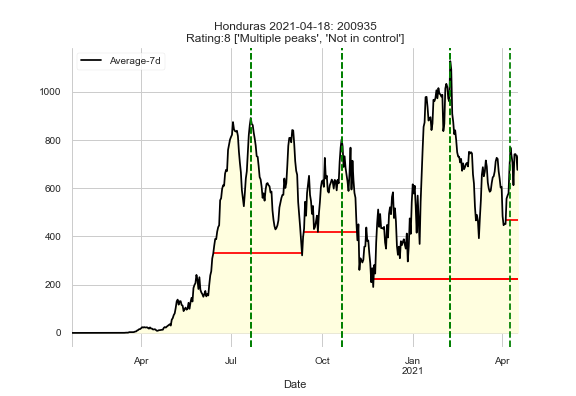 Honduras 2021-04-18: 200935
Rating:8 ['Multiple peaks', 'Not in control']
Average-7d
1000
800
600
400
200
0
Apr Jul Oct Jan Apr
2021
Date